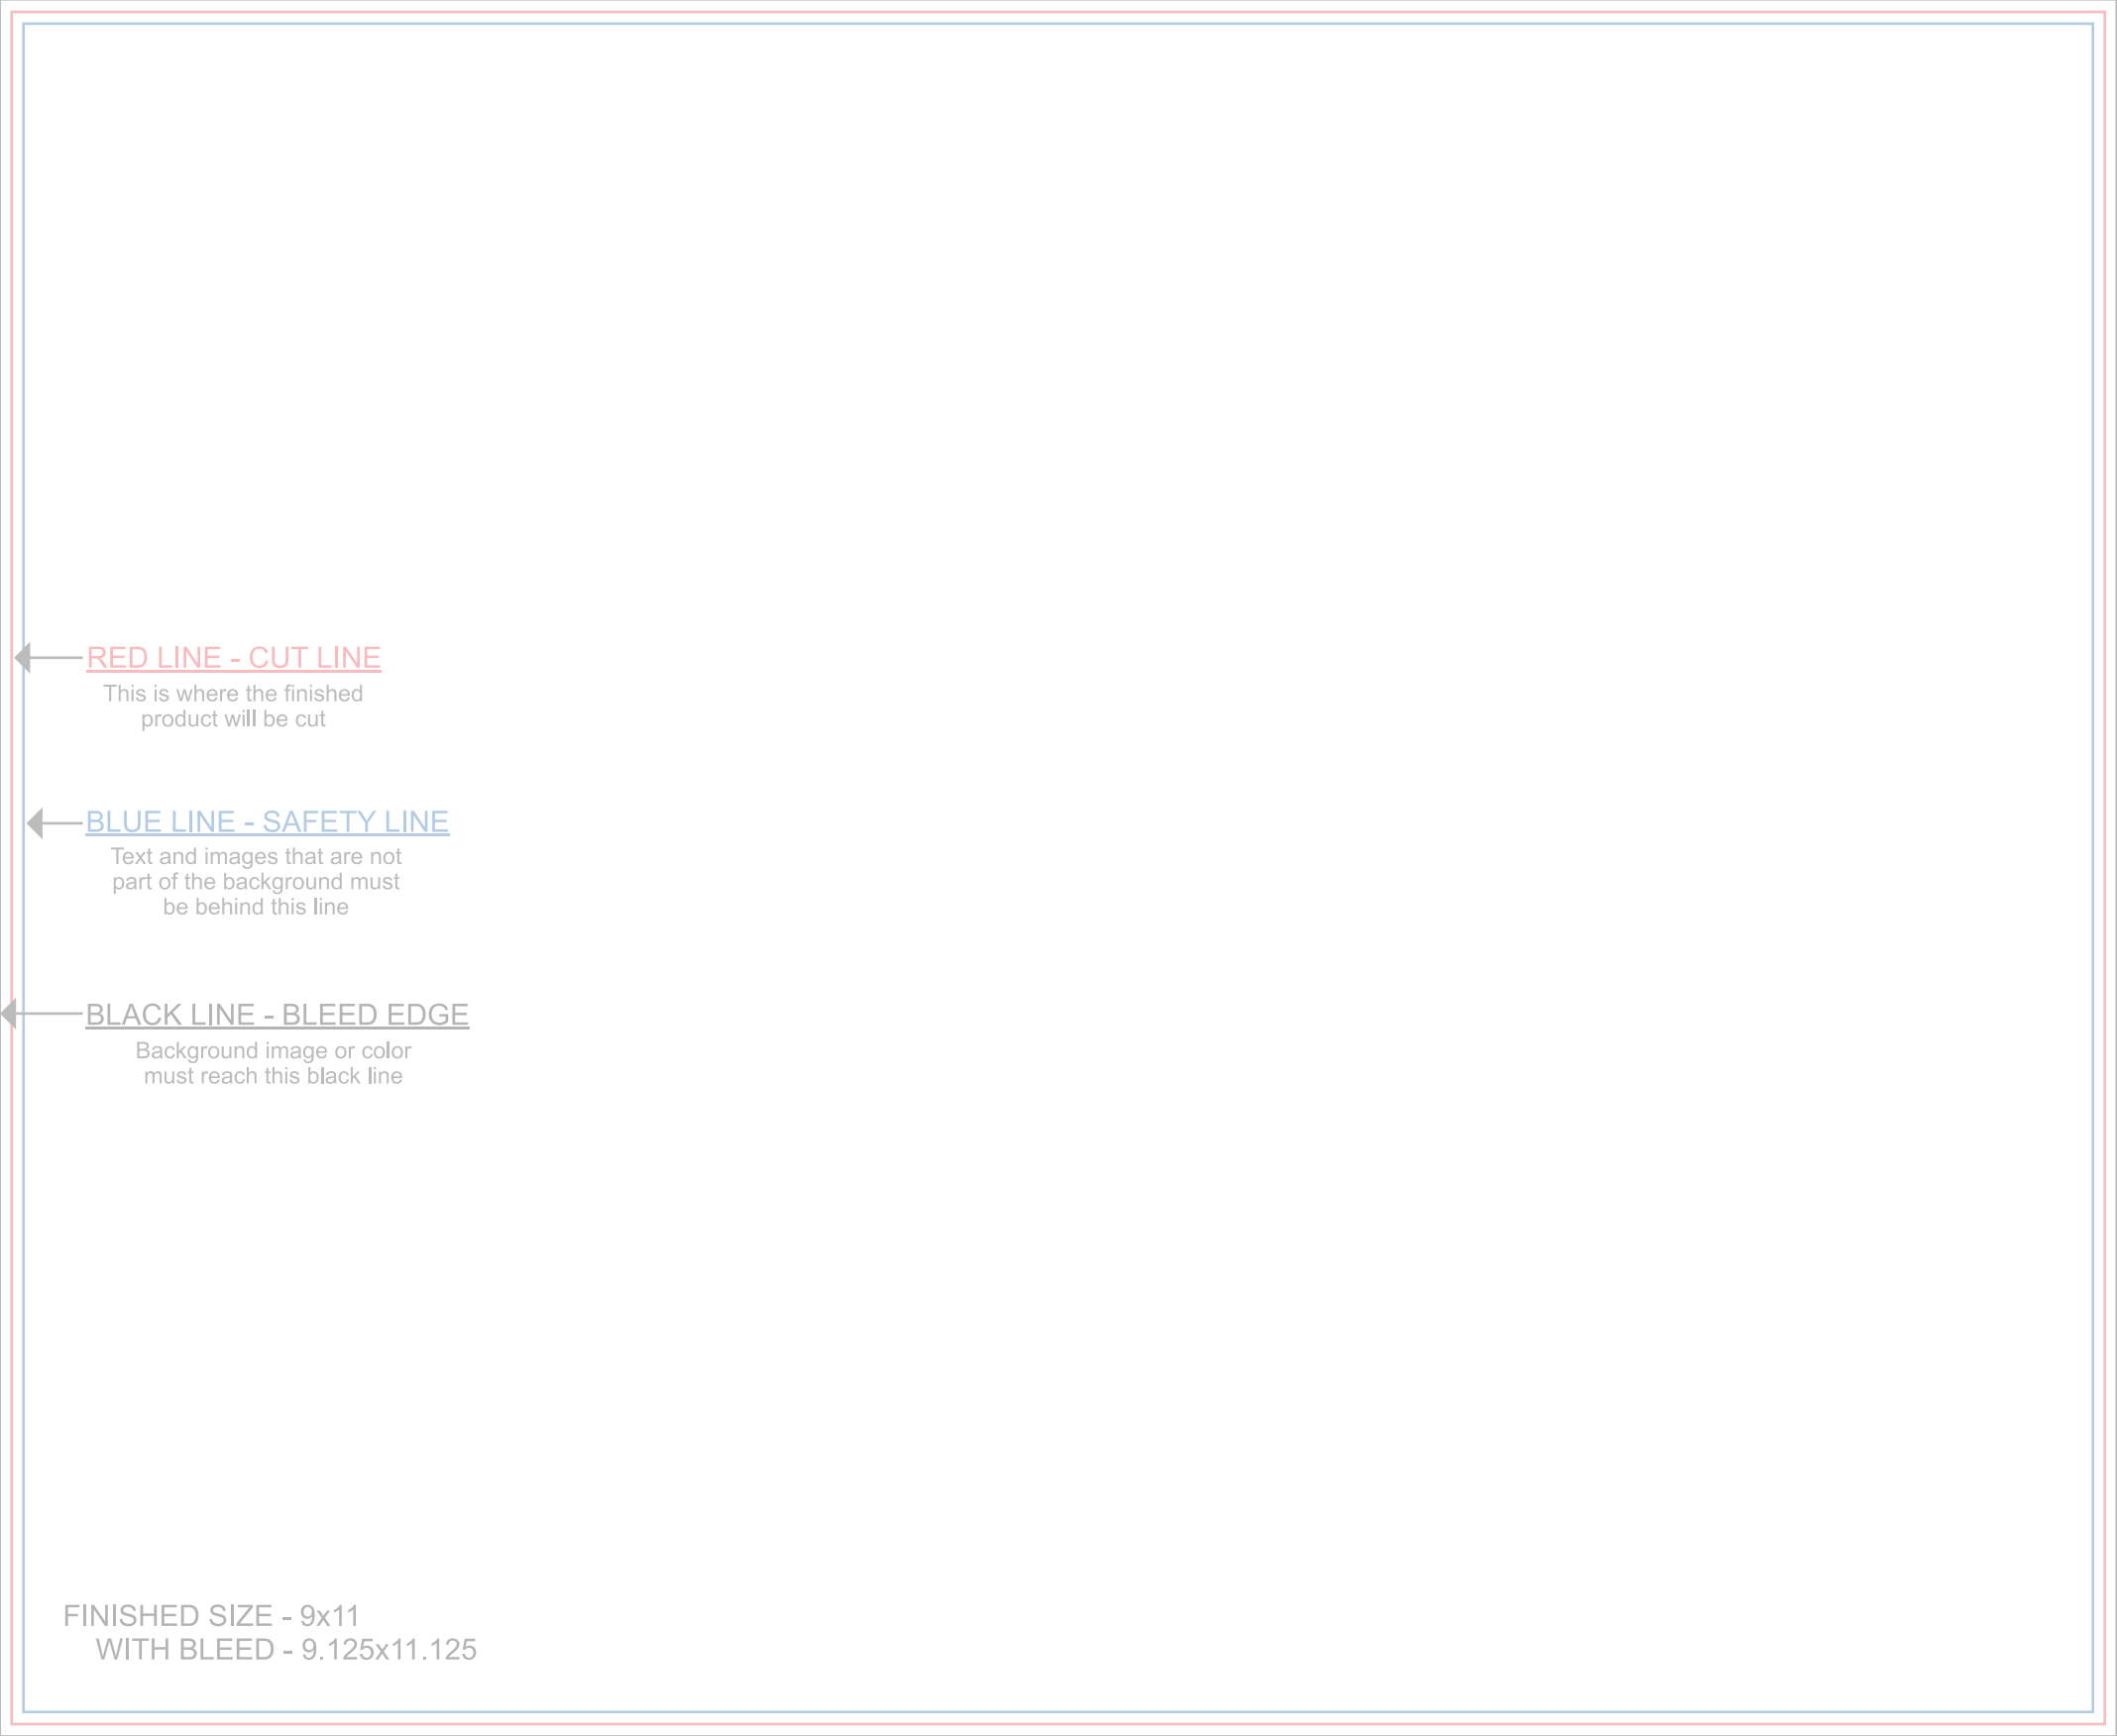 RED LINE - CUT LINE
This is where the finished
product will be cut
BLUE LINE - SAFETY LINE
Text and images that are not
part of the background must
be behind this line
BLACK LINE - BLEED EDGE
Background image or color
must reach this black line
FINISHED SIZE - 9x11
WITH BLEED - 9.125x11.125